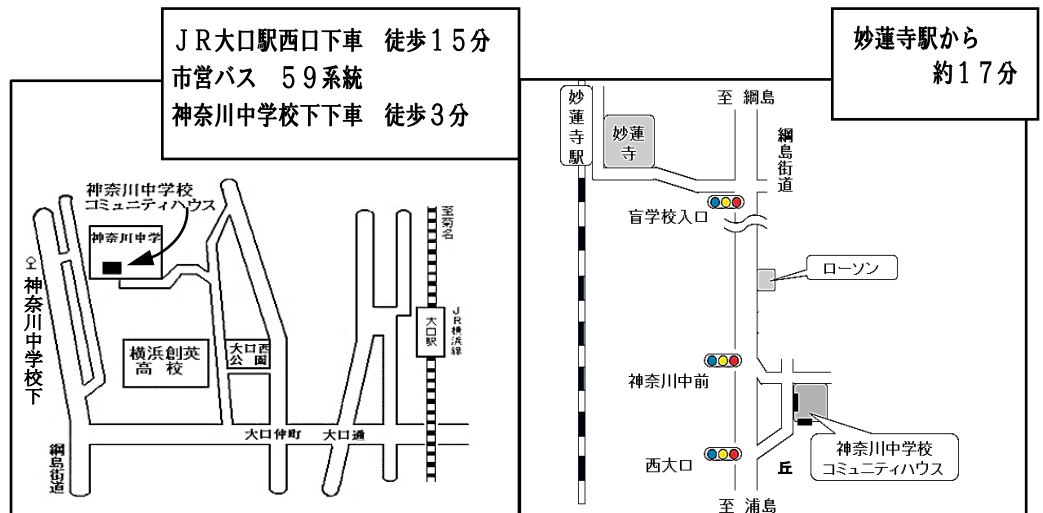 ＪＲ大口駅西口下車　徒歩１５分
市営バス　５９系統
神奈川中学校下下車　徒歩３分
神奈川中学校
コミュニティハウス
神奈川中学
神奈川中学校下
横浜創英
高校
大口西
公園
至菊名
大口駅
ＪＲ横浜線
大口仲町
大口通
綱島街道
妙蓮寺駅から
約１７分
妙蓮寺駅
妙蓮
寺
至 綱島
綱島街道
盲学校入口
ローソン
神奈川中前
西大口
丘
神奈川中学校
コミュニティハウス
至 浦島